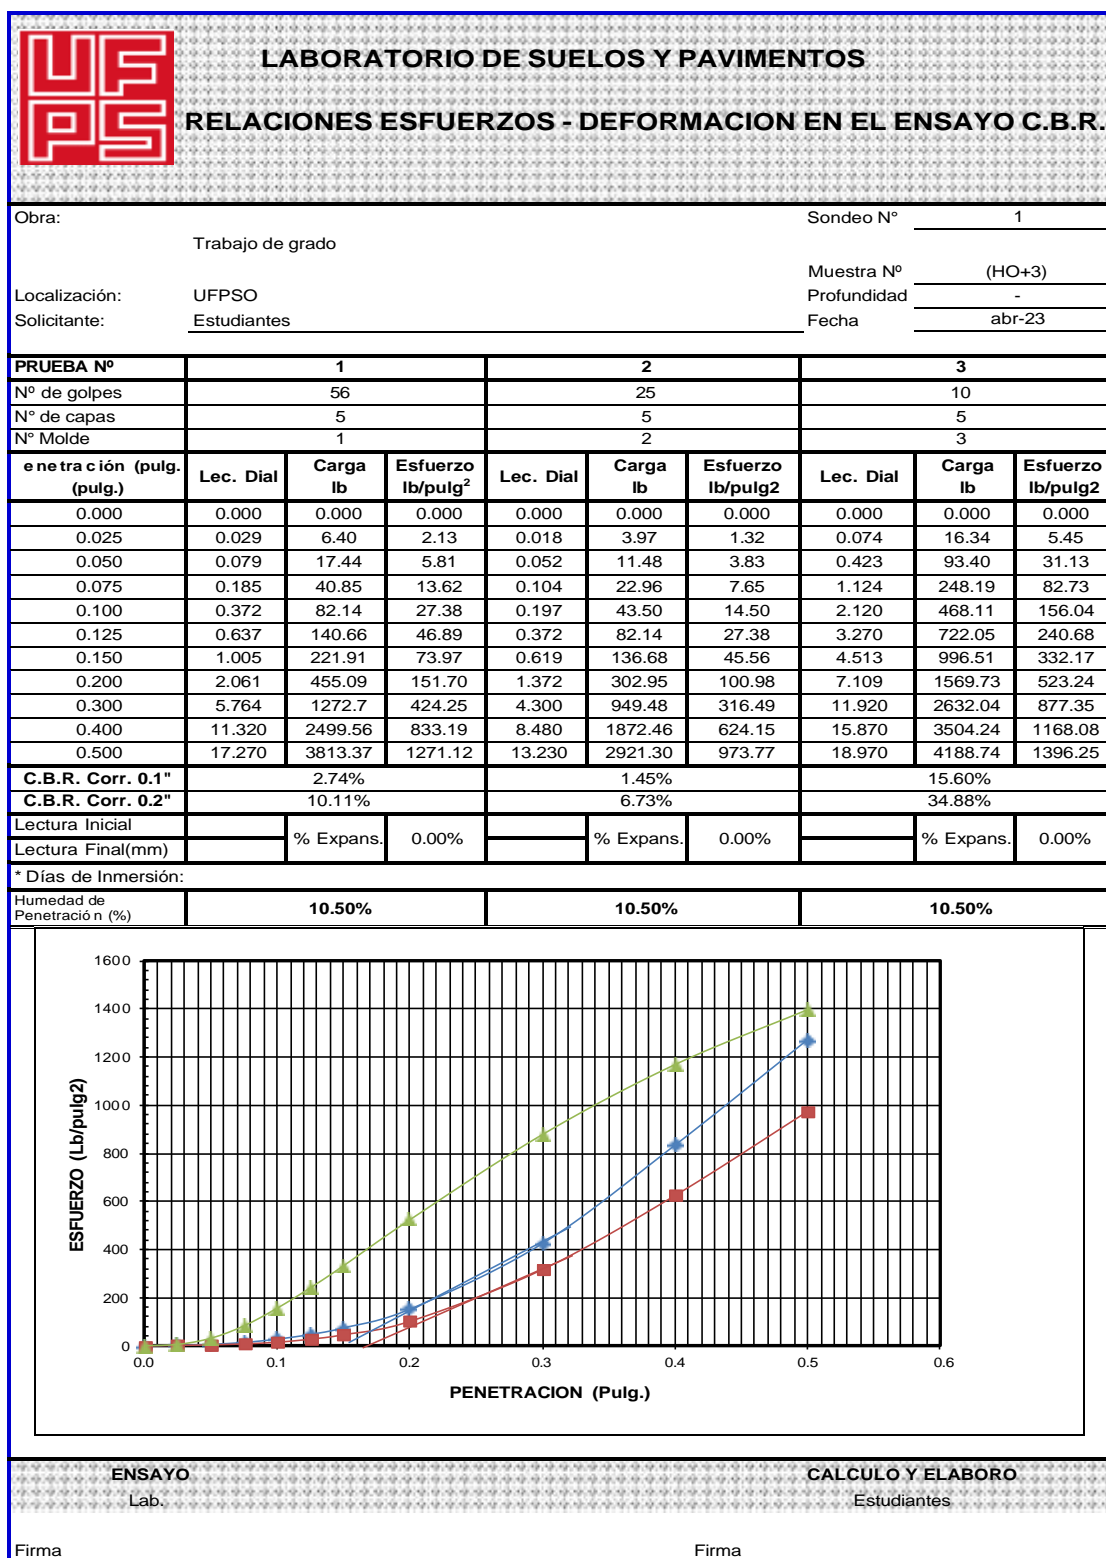 UFPS
LABORATORIO DE SUELOS Y PAVIMENTOS
RELACIONES ESFUERZOS - DEFORMACION EN EL ENSAYO C.B.R.
Obra: Sondeo N° 1
Trabajo de grado
Muestra Nº (HO+3)
Localización: UFPSO Profundidad -
Solicitante: Estudiantes Fecha abr-23
PRUEBA Nº 1 2 3
Nº de golpes 56 25 10
N° de capas 5 5 5
N° Molde 1 2 3
enetración (pulg. Lec. Dial Carga Esfuerzo Lec. Dial Carga Esfuerzo Lec. Dial Carga Esfuerzo
(pulg.) lb lb/pulg² lb lb/pulg2 lb lb/pulg2
0.000 0.000 0.000 0.000 0.000 0.000 0.000 0.000 0.000 0.000
0.025 0.029 6.40 2.13 0.018 3.97 1.32 0.074 16.34 5.45
0.050 0.079 17.44 5.81 0.052 11.48 3.83 0.423 93.40 31.13
0.075 0.185 40.85 13.62 0.104 22.96 7.65 1.124 248.19 82.73
0.100 0.372 82.14 27.38 0.197 43.50 14.50 2.120 468.11 156.04
0.125 0.637 140.66 46.89 0.372 82.14 27.38 3.270 722.05 240.68
0.150 1.005 221.91 73.97 0.619 136.68 45.56 4.513 996.51 332.17
0.200 2.061 455.09 151.70 1.372 302.95 100.98 7.109 1569.73 523.24
0.300 5.764 1272.7 424.25 4.300 949.48 316.49 11.920 2632.04 877.35
0.400 11.320 2499.56 833.19 8.480 1872.46 624.15 15.870 3504.24 1168.08
0.500 17.270 3813.37 1271.12 13.230 2921.30 973.77 18.970 4188.74 1396.25
C.B.R. Corr. 0.1" 2.74% 1.45% 15.60%
C.B.R. Corr. 0.2" 10.11% 6.73% 34.88%
Lectura Inicial
% Expans. 0.00% % Expans. 0.00% % Expans. 0.00%
Lectura Final(mm)
* Días de Inmersión:
Humedad de
Penetración (%) 10.50% 10.50% 10.50%
1600
1400
1200
1000
800
600
400
200
0
ESFUERZO (Lb/pulg2)
0.0 0.1 0.2 0.3 0.4 0.5 0.6
PENETRACION (Pulg.)
ENSAYO CALCULO Y ELABORO
Lab. Estudiantes
Firma Firma